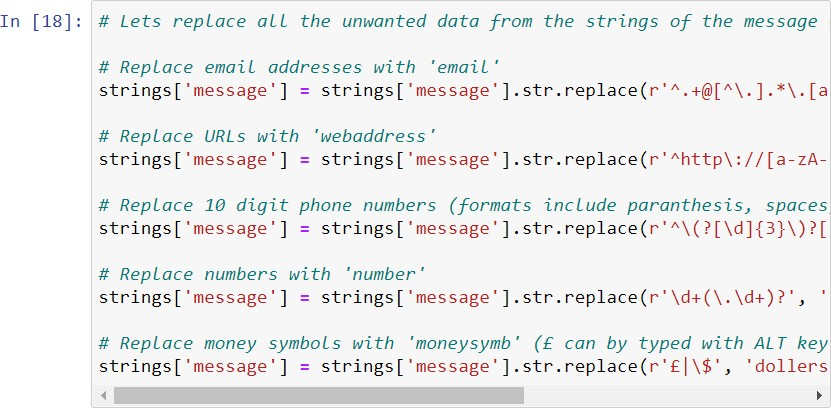 In [18]: # Lets replace all the unwanted data from the strings of the message
# Replace email addresses with 'email'
strings['message'] = strings['message'].str.replace(r'^.+@[^\.].*\.[a
# Replace URLs with 'webaddress'
strings['message'] = strings['message'].str.replace(r'^http\://[a-zA-
# Replace 10 digit phone numbers (formats include paranthesis, spaces,
strings['message'] = strings['message'].str.replace(r'^\(?[\d]{3}\)?[
# Replace numbers with 'number'
strings['message'] = strings['message'].str.replace(r'\d+(\.\d+)?', '
# Replace money symbols with 'moneysymb' (£ can by typed with ALT key
strings['message'] = strings['message'].str.replace(r'£|\$', 'dollers